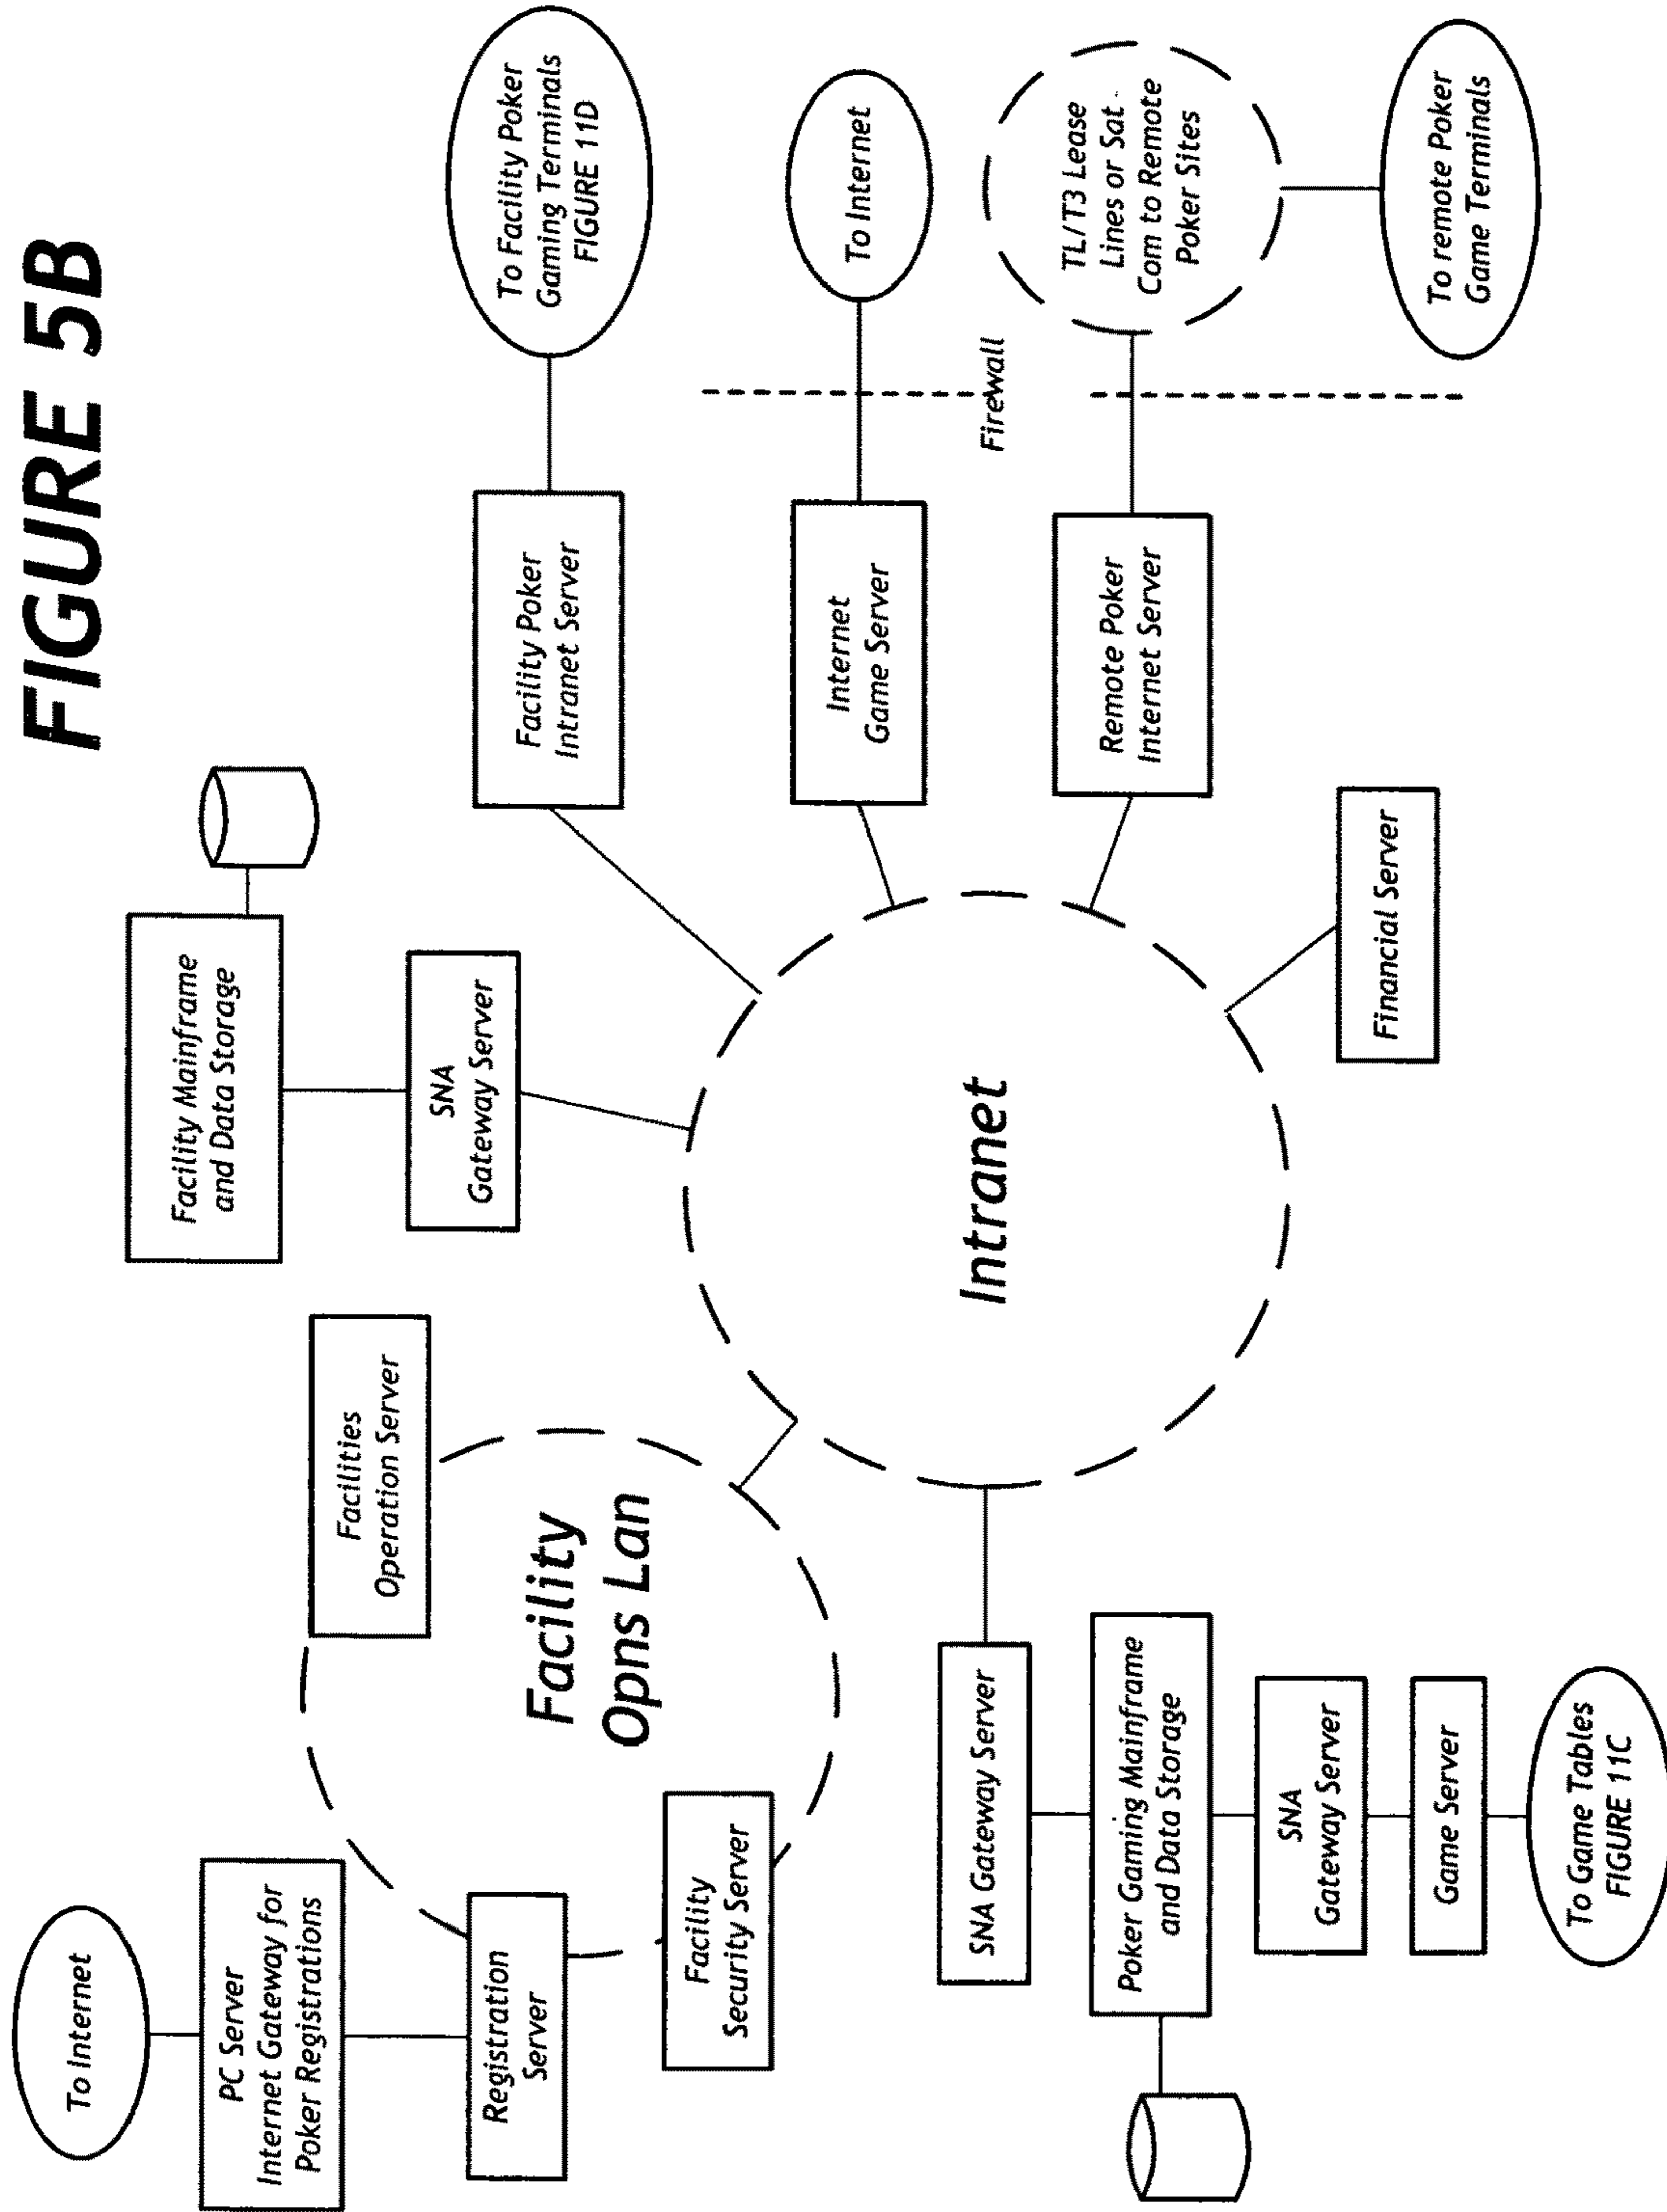 FIGURE 5B
To Internet
PC Server
Internet Gateway for
Poker Registrations
Registration
Server
Facility
Security Server
Facilities
Operation Server
Facility
Opns Lan
Facility Mainframe
and Data Storage
SNA
Gateway Server
To Facility Poker
Gaming Terminals
FIGURE 11D
Facility Poker
Intranet Server
Internet
Game Server
To Internet
Firewall
Remote Poker
Internet Server
TL/T3 Lease
Lines or Sat
Com to Remote
Poker Sites
To remote Poker
Game Terminals
Intranet
Financial Server
SNA Gateway Server
Poker Gaming Mainframe
and Data Storage
SNA
Gateway Server
Game Server
To Game Tables
FIGURE 11C